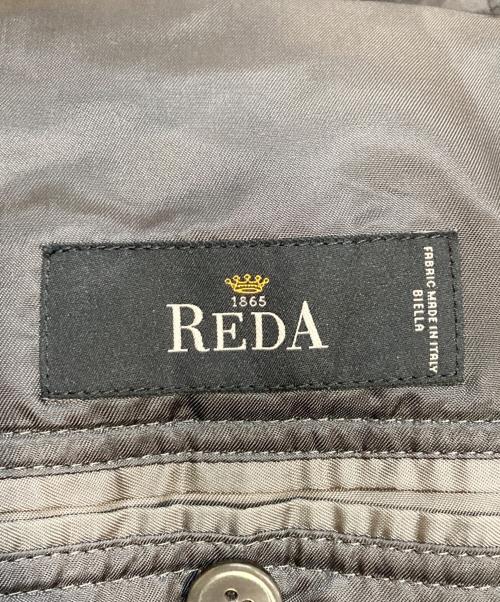 1865
REDA
FABRIC MADE IN ITALY
BIELLA